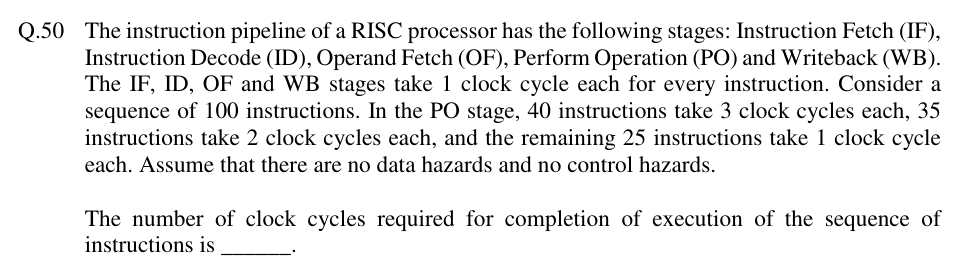 Q.50 The instruction pipeline of a RISC processor has the following stages: Instruction Fetch (IF),
Instruction Decode (ID), Operand Fetch (OF), Perform Operation (PO) and Writeback (WB).
The IF, ID, OF and WB stages take 1 clock cycle each for every instruction. Consider a
sequence of 100 instructions. In the PO stage, 40 instructions take 3 clock cycles each, 35
instructions take 2 clock cycles each, and the remaining 25 instructions take 1 clock cycle
each. Assume that there are no data hazards and no control hazards.
The number of clock cycles required for completion of execution of the sequence of
instructions is ______.